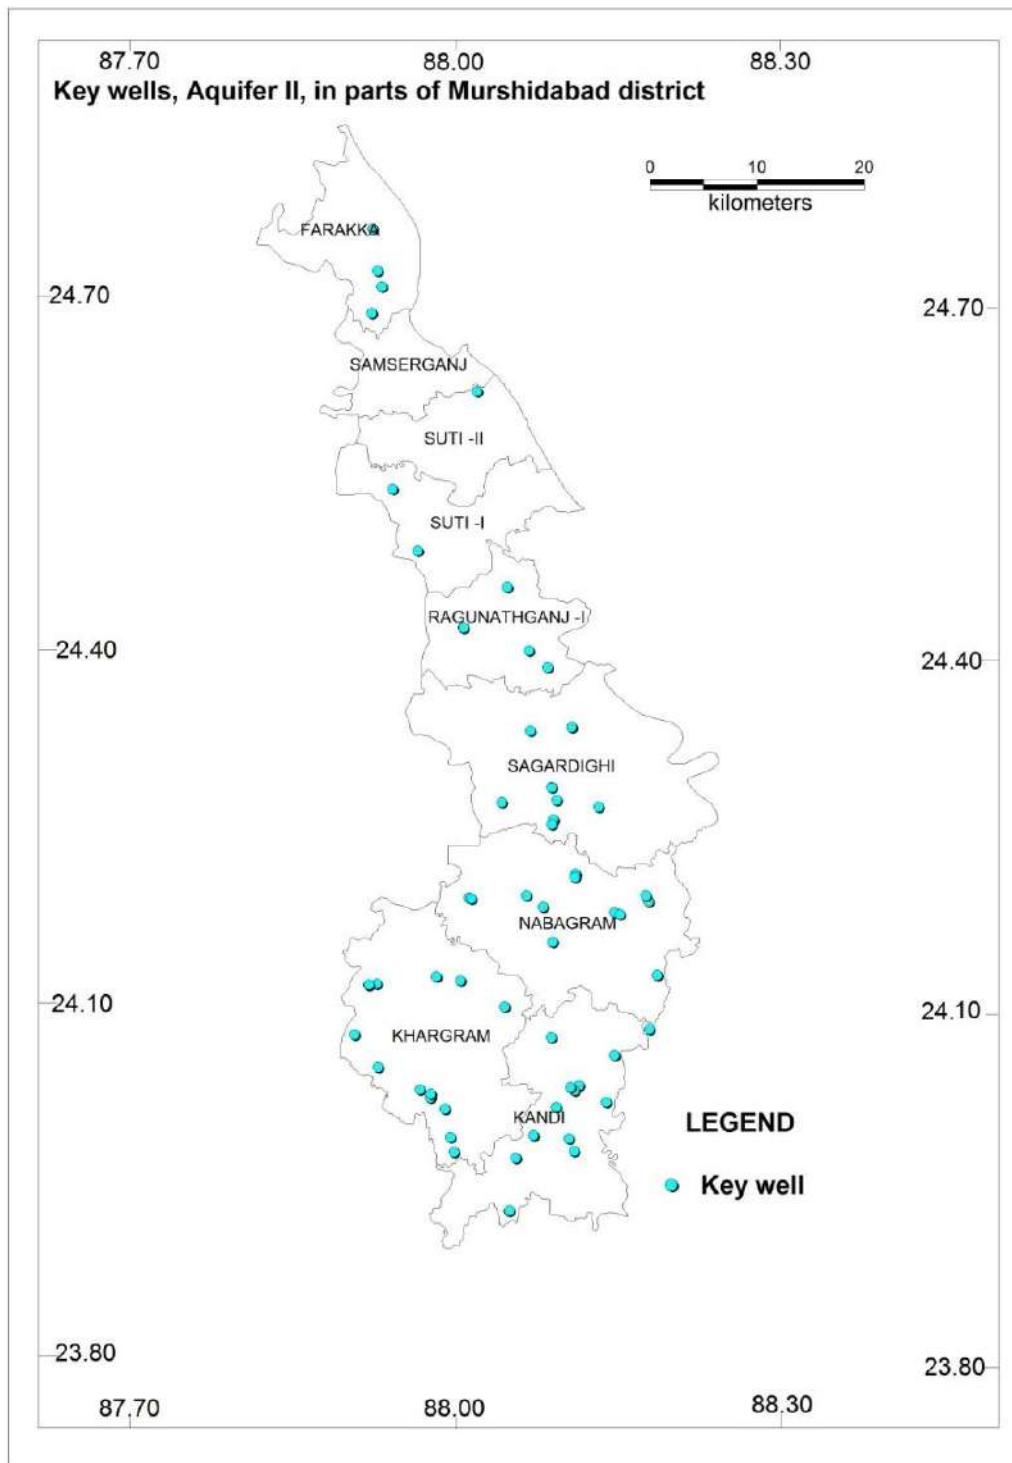 87.70 88.00 88.30
Key wells, Aquifer II, in parts of Murshidabad district
0 10 20
kilometers
FARAKKA
24.70 24.70
SAMSERGANJ
SUTI -II
SUTI -I
RAGUNATHGANJ -I
24.40 24.40
SAGARDIGHI
NABAGRAM
24.10 24.10
KHARGRAM
KANDI
LEGEND
Key well
23.80 23.80
87.70 88.00 88.30